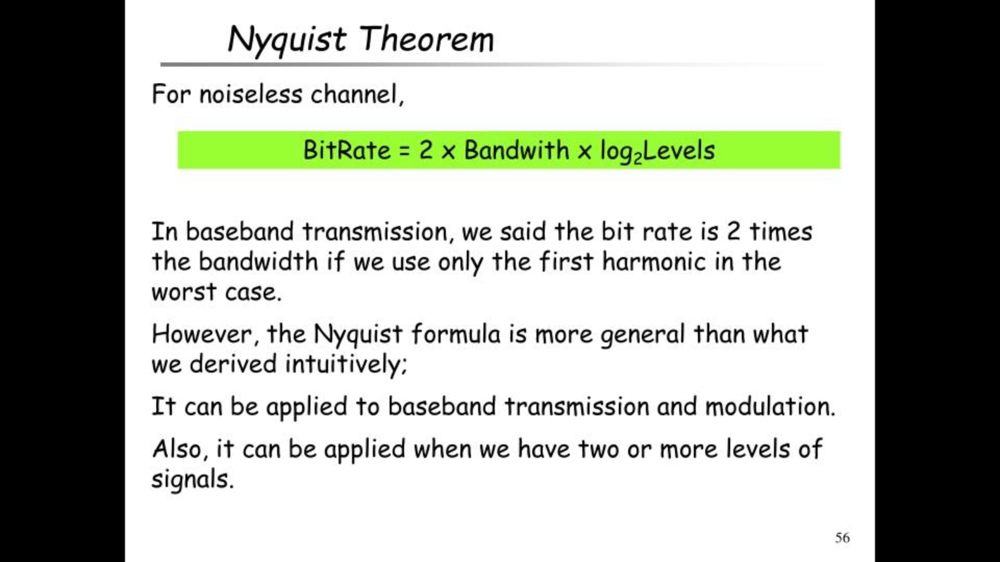 Nyquist Theorem
For noiseless channel,
BitRate = 2 x Bandwith x log₂Levels
In baseband transmission, we said the bit rate is 2 times
the bandwidth if we use only the first harmonic in the
worst case.
However, the Nyquist formula is more general than what
we derived intuitively;
It can be applied to baseband transmission and modulation.
Also, it can be applied when we have two or more levels of
signals.
56